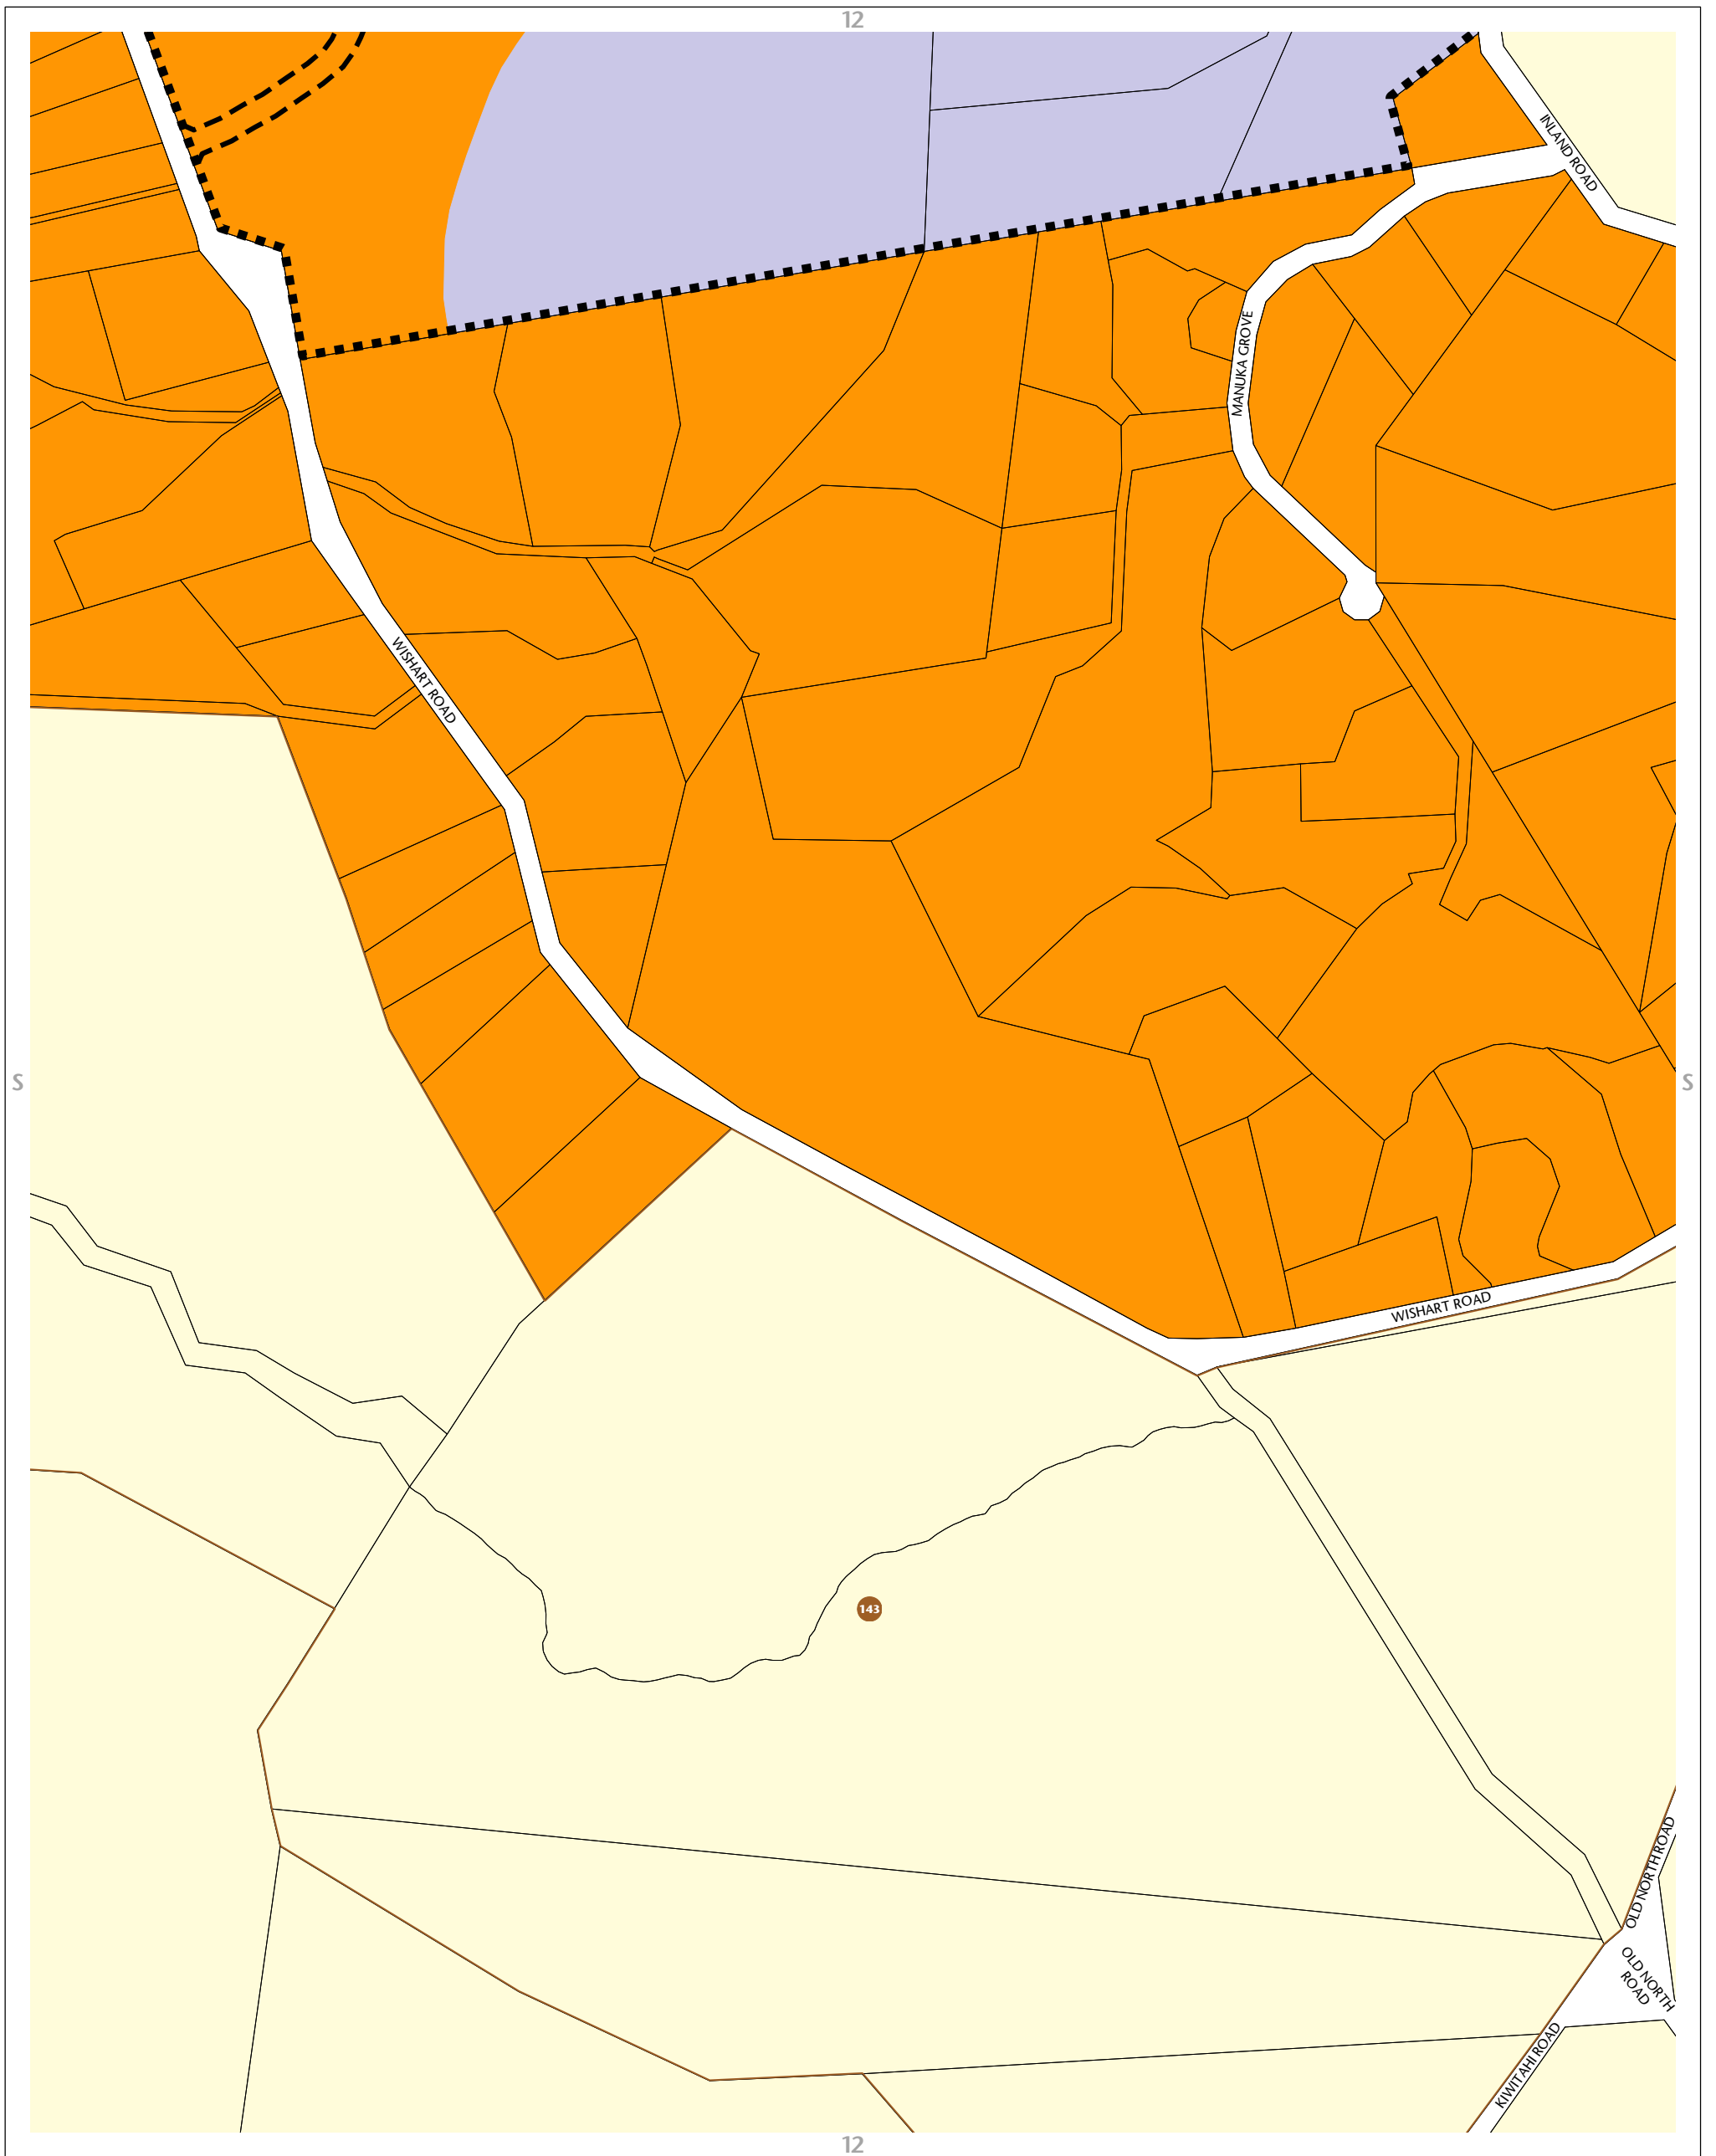 12
INLAND ROAD
MANUKA GROVE
WISHART ROAD
S
S
WISHART ROAD
143
OLD NORTH ROAD
OLD NORTH
ROAD
KIWITAHI ROAD
12